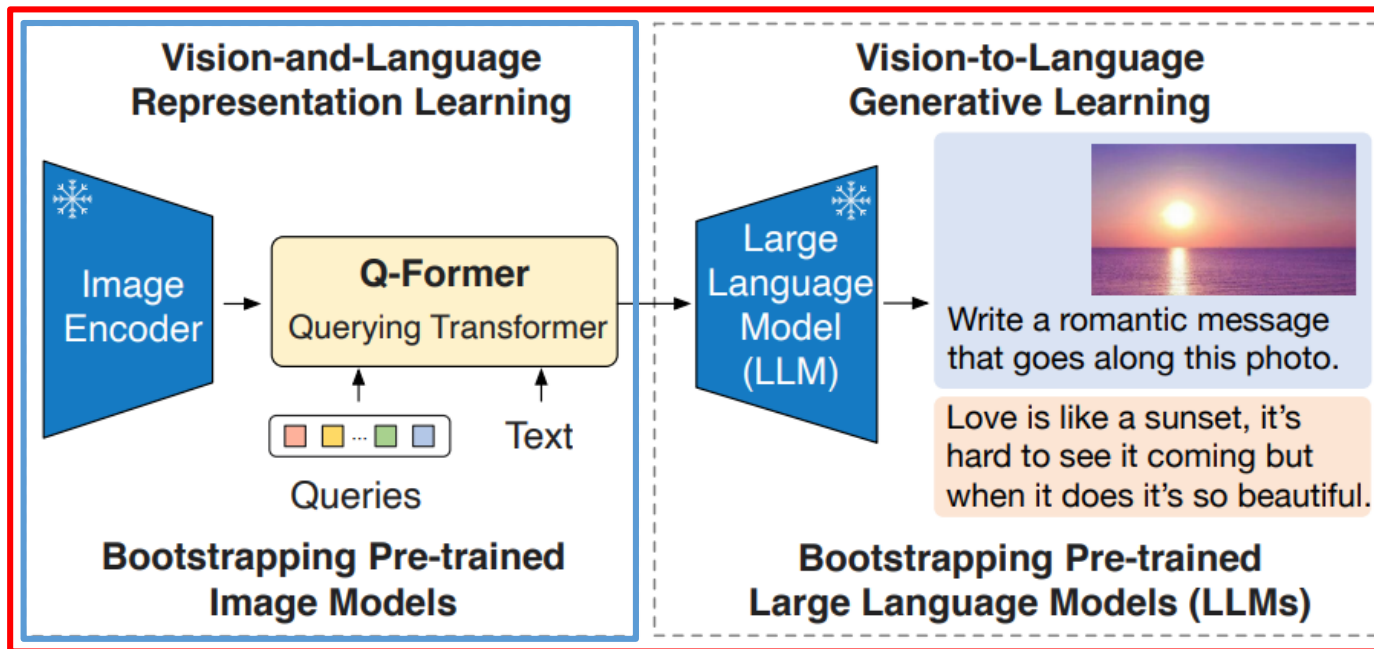 Vision-and-Language
Representation Learning
Image
Encoder
Q-Former
Querying Transformer
...
Queries
Text
Bootstrapping Pre-trained
Image Models
Vision-to-Language
Generative Learning
Large
Language
Model
(LLM)
Write a romantic message
that goes along this photo.
Love is like a sunset, it's
hard to see it coming but
when it does it's so beautiful.
Bootstrapping Pre-trained
Large Language Models (LLMs)